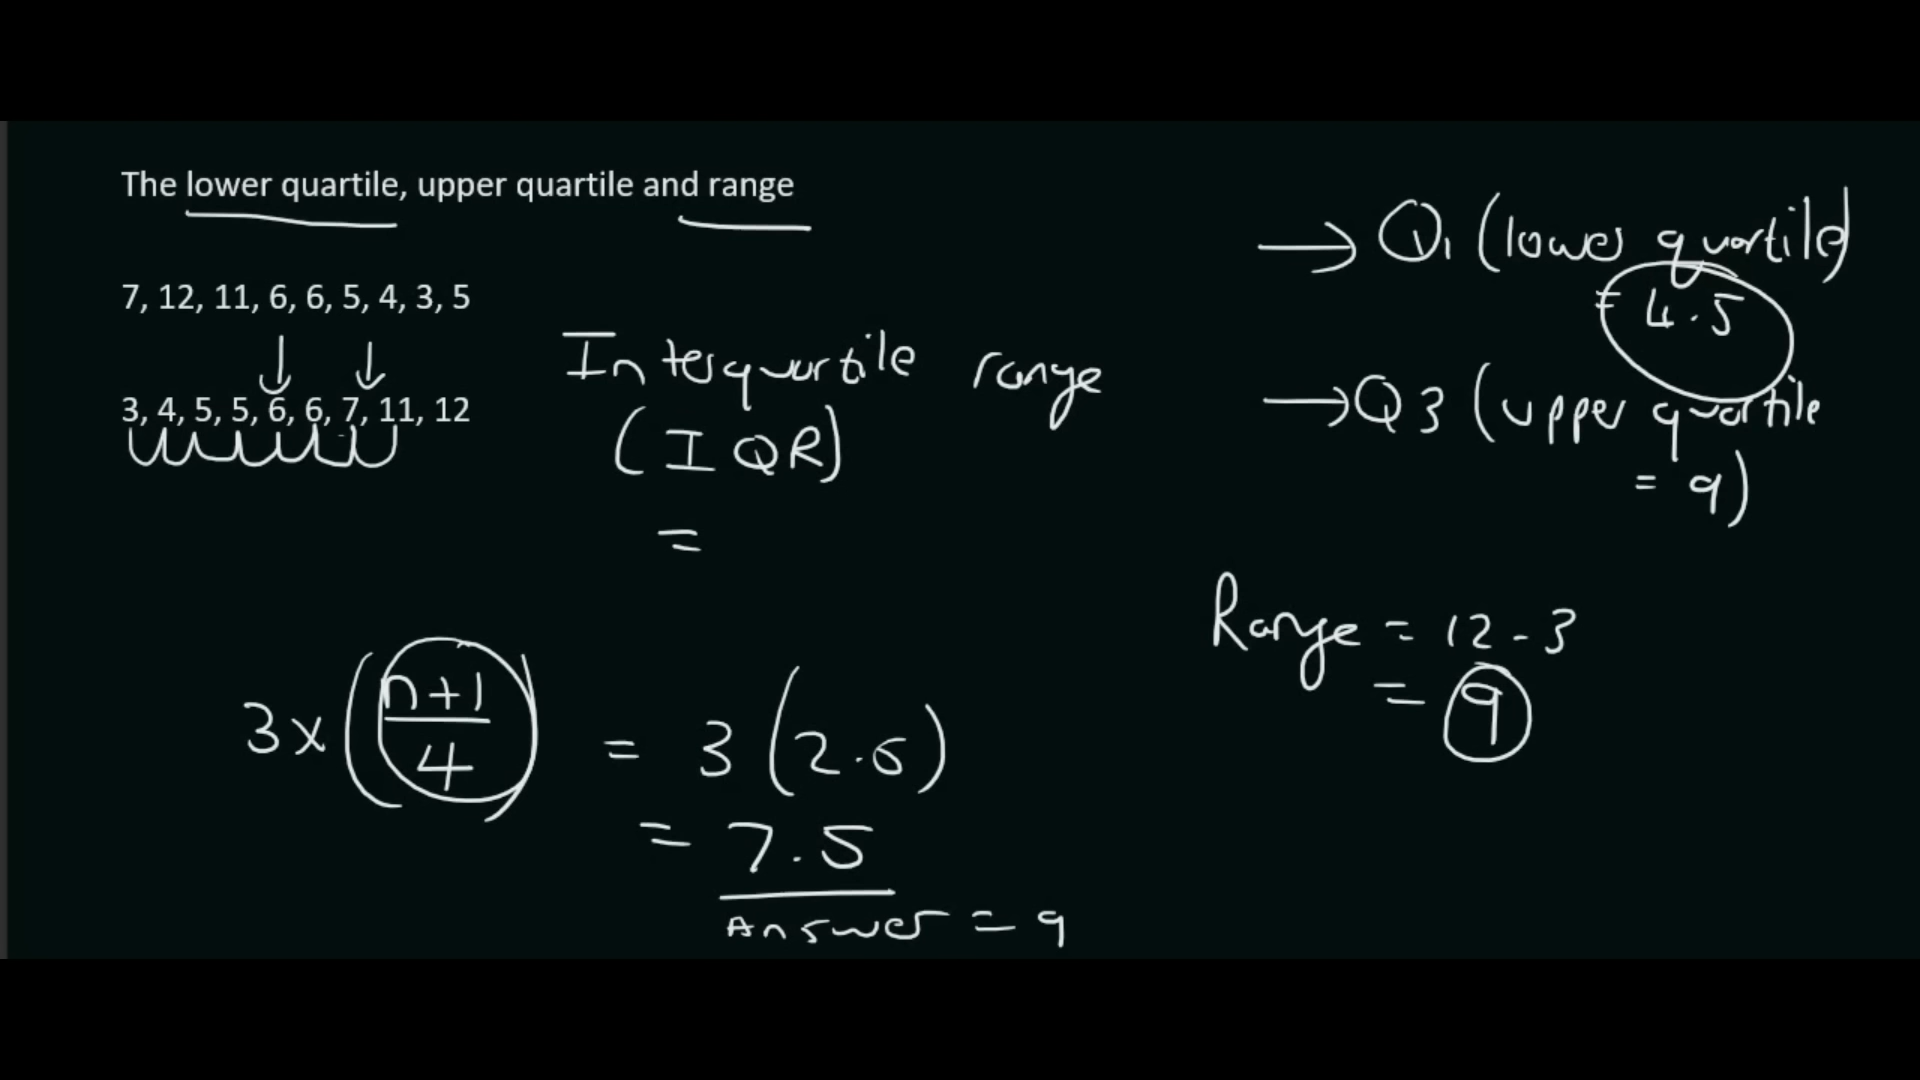 The lower quartile, upper quartile and range
7, 12, 11, 6, 6, 5, 4, 3, 5
3, 4, 5, 5, 6, 6, 7, 11, 12
Interquartile range
(IQR)
=
3x (n+1/4) = 3 (2.6)
= 7.5
Answer = 9
→ Q1 (lower quartile)
= 4.5
→ Q3 (upper quartile
= 9)
Range = 12 - 3
= 9